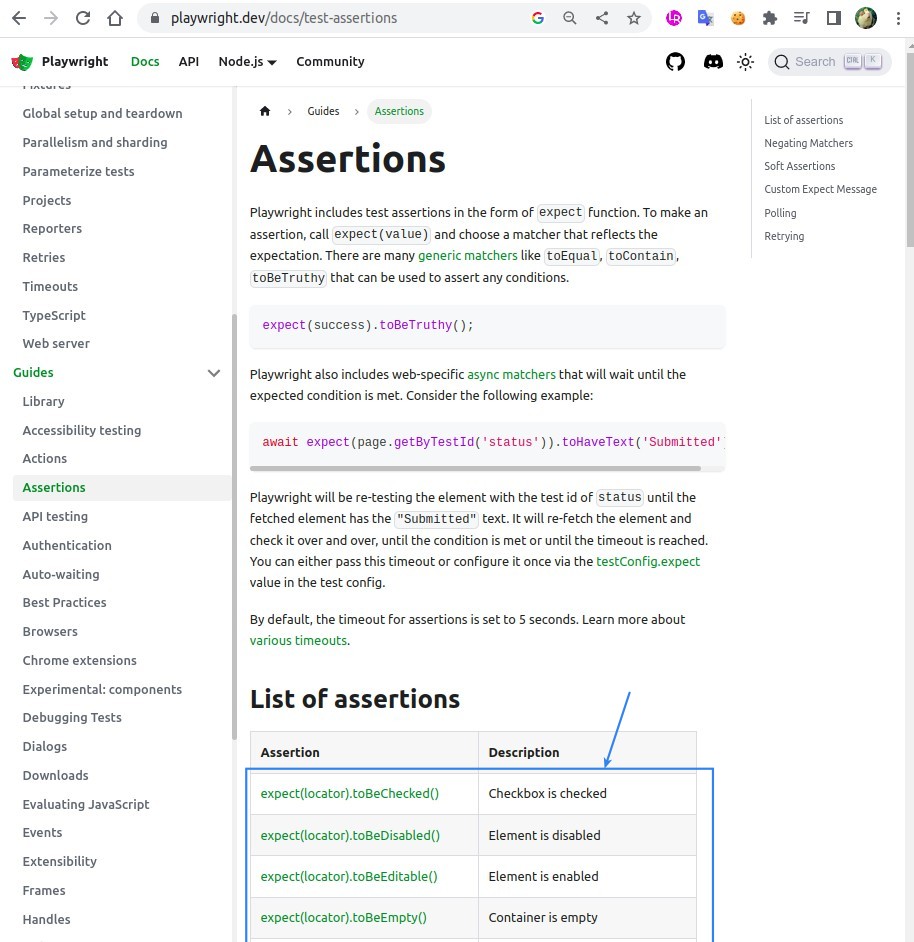 playwright.dev/docs/test-assertions
Playwright Docs API Node.js Community Search CTRL K
Fixtures
Global setup and teardown
Parallelism and sharding
Parameterize tests
Projects
Reporters
Retries
Timeouts
TypeScript
Web server
Guides
Library
Accessibility testing
Actions
Assertions
API testing
Authentication
Auto-waiting
Best Practices
Browsers
Chrome extensions
Experimental: components
Debugging Tests
Dialogs
Downloads
Evaluating JavaScript
Events
Extensibility
Frames
Handles
Guides Assertions
Assertions
Playwright includes test assertions in the form of expect function. To make an
assertion, call expect(value) and choose a matcher that reflects the
expectation. There are many generic matchers like toEqual, toContain,
toBeTruthy that can be used to assert any conditions.
expect(success).toBeTruthy();
Playwright also includes web-specific async matchers that will wait until the
expected condition is met. Consider the following example:
await expect(page.getByTestId('status')).toHaveText('Submitted'
Playwright will be re-testing the element with the test id of status until the
fetched element has the "Submitted" text. It will re-fetch the element and
check it over and over, until the condition is met or until the timeout is reached.
You can either pass this timeout or configure it once via the testConfig.expect
value in the test config.
By default, the timeout for assertions is set to 5 seconds. Learn more about
various timeouts.
List of assertions
Assertion Description
expect(locator).toBeChecked() Checkbox is checked
expect(locator).toBeDisabled() Element is disabled
expect(locator).toBeEditable() Element is enabled
expect(locator).toBeEmpty() Container is empty
List of assertions
Negating Matchers
Soft Assertions
Custom Expect Message
Polling
Retrying